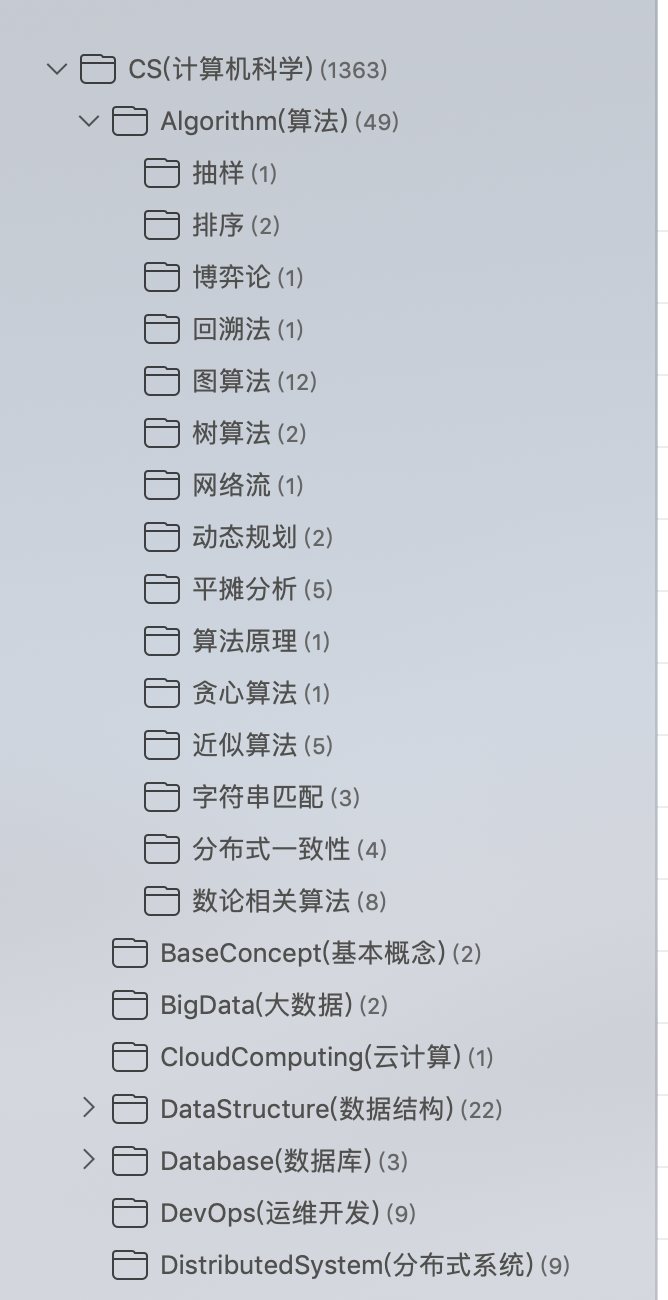 CS(计算机科学) (1363)
Algorithm(算法) (49)
抽样 (1)
排序 (2)
博弈论 (1)
回溯法 (1)
图算法 (12)
树算法 (2)
网络流 (1)
动态规划 (2)
平摊分析 (5)
算法原理 (1)
贪心算法 (1)
近似算法 (5)
字符串匹配 (3)
分布式一致性 (4)
数论相关算法 (8)
BaseConcept(基本概念) (2)
BigData(大数据) (2)
CloudComputing(云计算) (1)
DataStructure(数据结构) (22)
Database(数据库) (3)
DevOps(运维开发) (9)
DistributedSystem(分布式系统) (9)